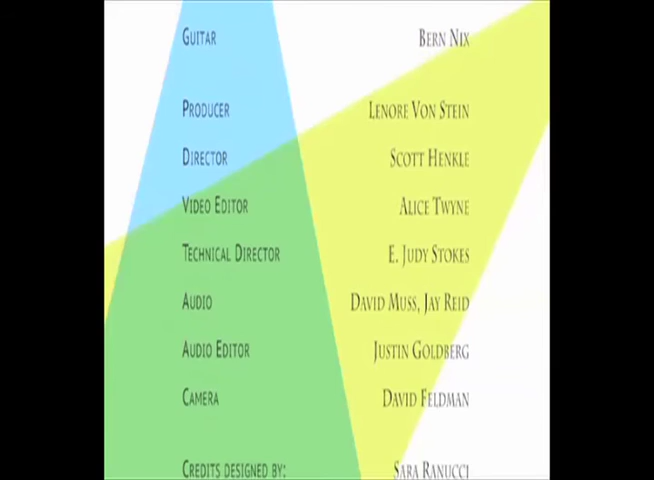 Guitar Bern Nix
Producer Lenore Von Stein
Director Scott Henkle
Video Editor Alice Twyne
Technical Director E. Judy Stokes
Audio David Muss, Jay Reid
Audio Editor Justin Goldberg
Camera David Feldman
Credits designed by: Sara Ranucci